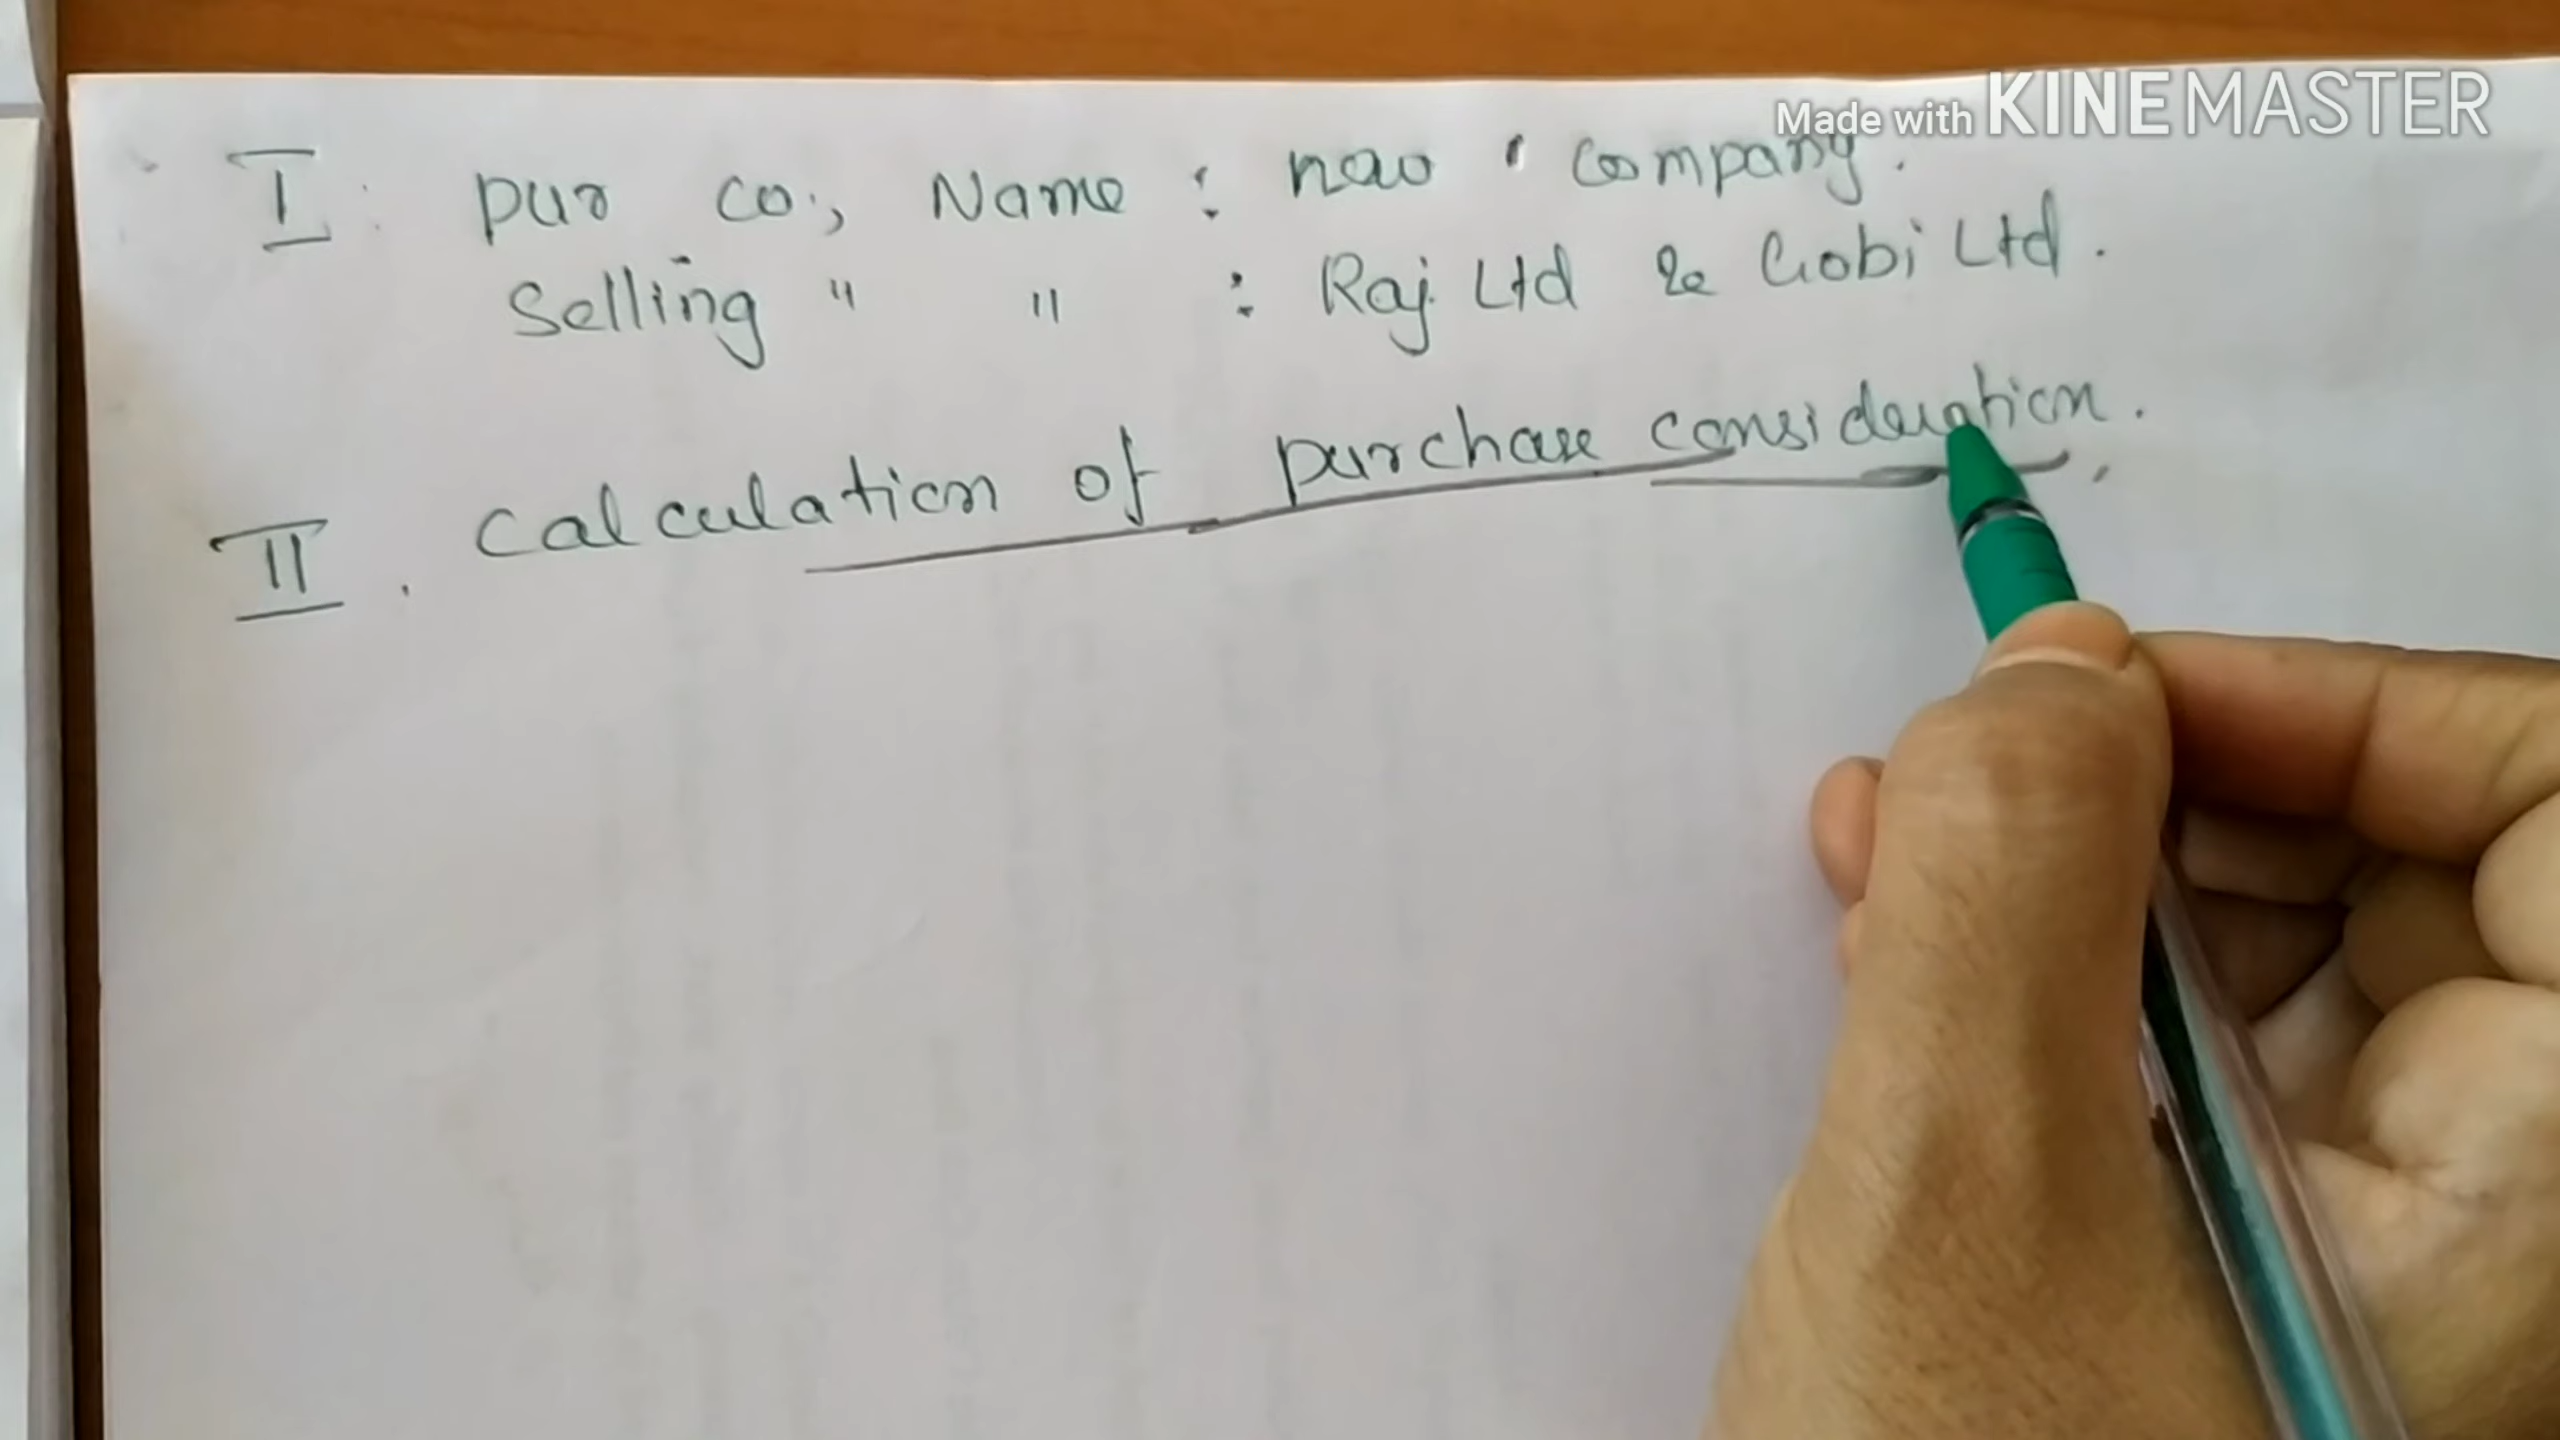 Made with KINEMASTER
I : pur co., Name : new company.
Selling " " : Raj Ltd & Gobi Ltd.
II . Calculation of purchase consideration.